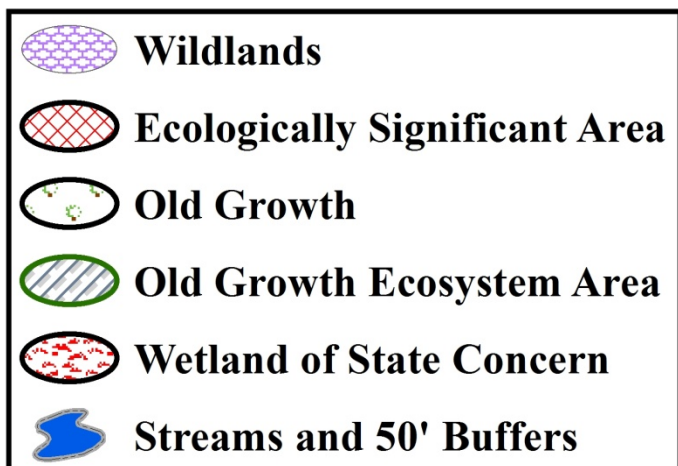 Wildlands
Ecologically Significant Area
Old Growth
Old Growth Ecosystem Area
Wetland of State Concern
Streams and 50' Buffers